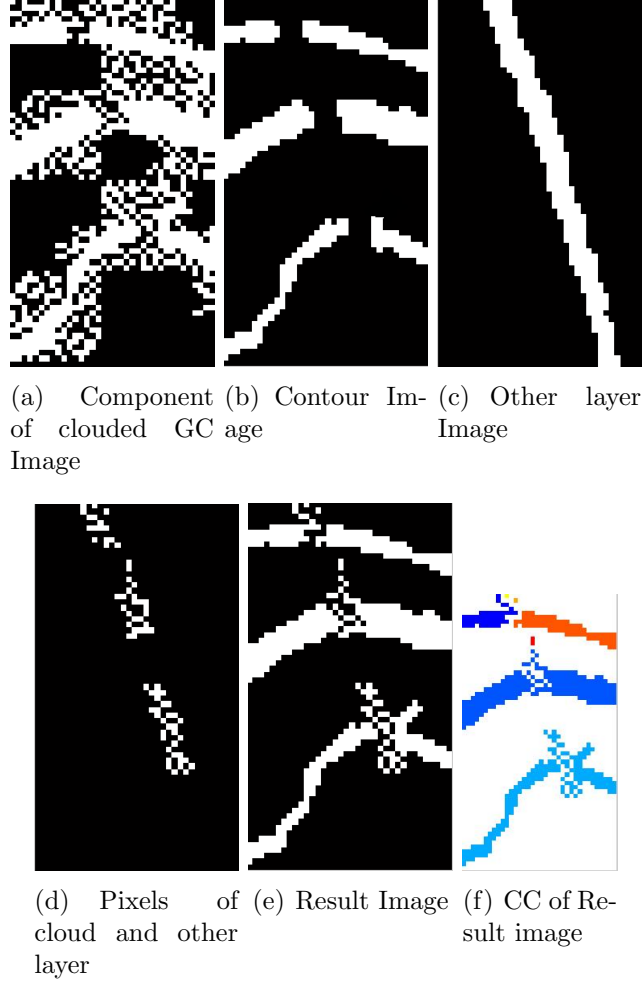 (a) Component
of clouded GC
Image
(b) Contour Im-
age
(c) Other layer
Image
(d) Pixels of
cloud and other
layer
(e) Result Image
(f) CC of Re-
sult image